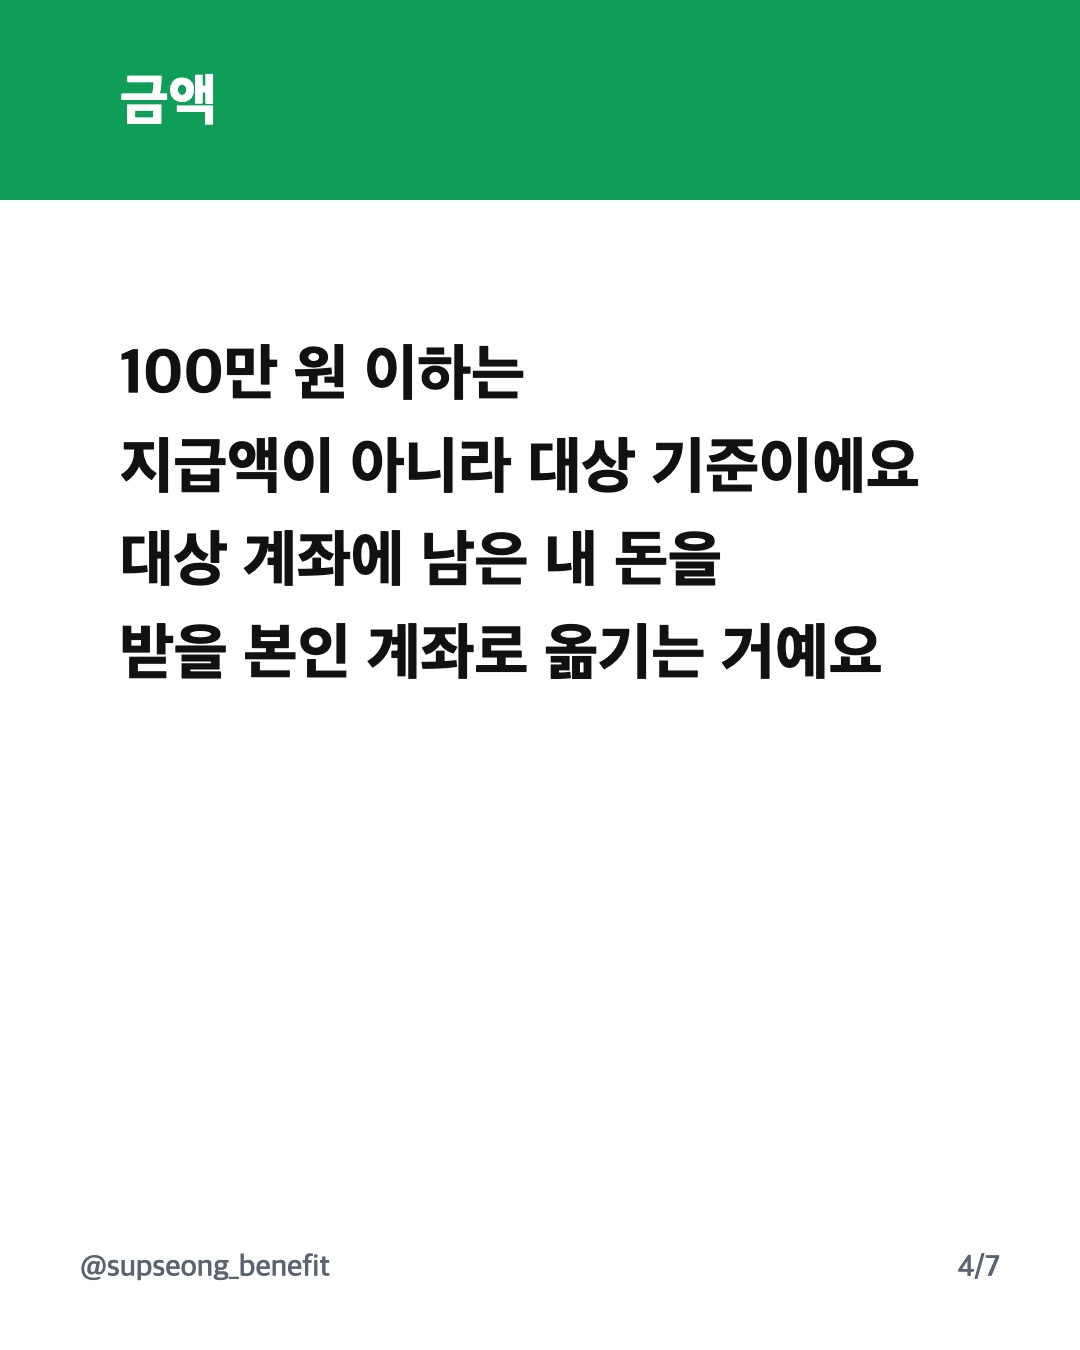 금액
100만 원 이하는
지급액이 아니라 대상 기준이에요
대상 계좌에 남은 내 돈을
받을 본인 계좌로 옮기는 거예요
@supseong_benefit
4/7